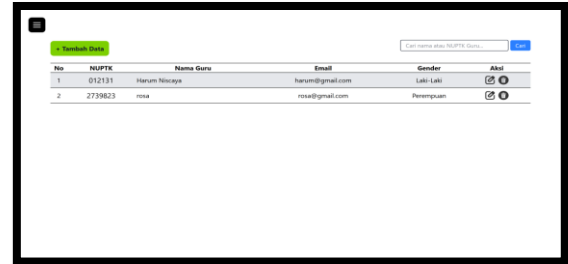 + Tambah Data
Cari nama atau NUPTK Guru... Cari
No NUPTK Nama Guru Email Gender Aksi
1 012131 Harum Niscaya harum@gmail.com Laki-Laki
2 2739823 rosa rosa@gmail.com Perempuan